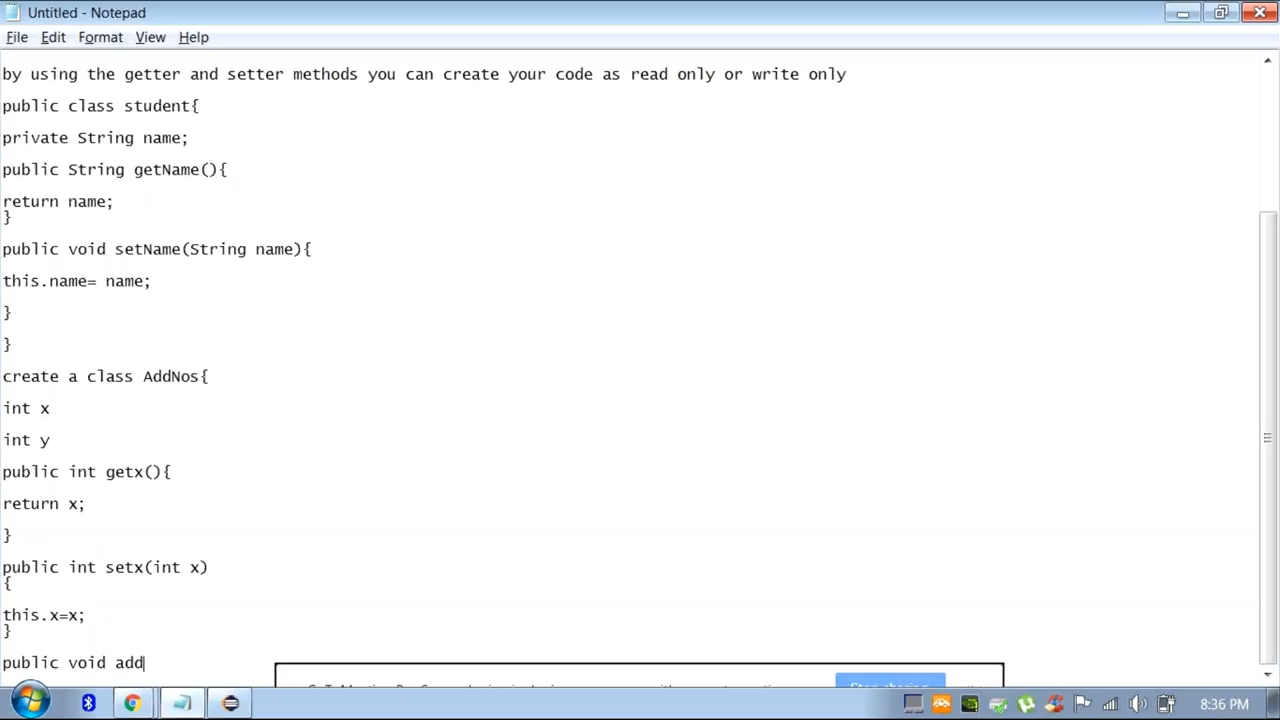 Untitled - Notepad
File Edit Format View Help
by using the getter and setter methods you can create your code as read only or write only
public class student{
private String name;
public String getName(){
return name;
}
public void setName(String name){
this.name= name;
}
}
create a class AddNos{
int x
int y
public int getx(){
return x;
}
public int setx(int x)
{
this.x=x;
}
public void add
8:36 PM